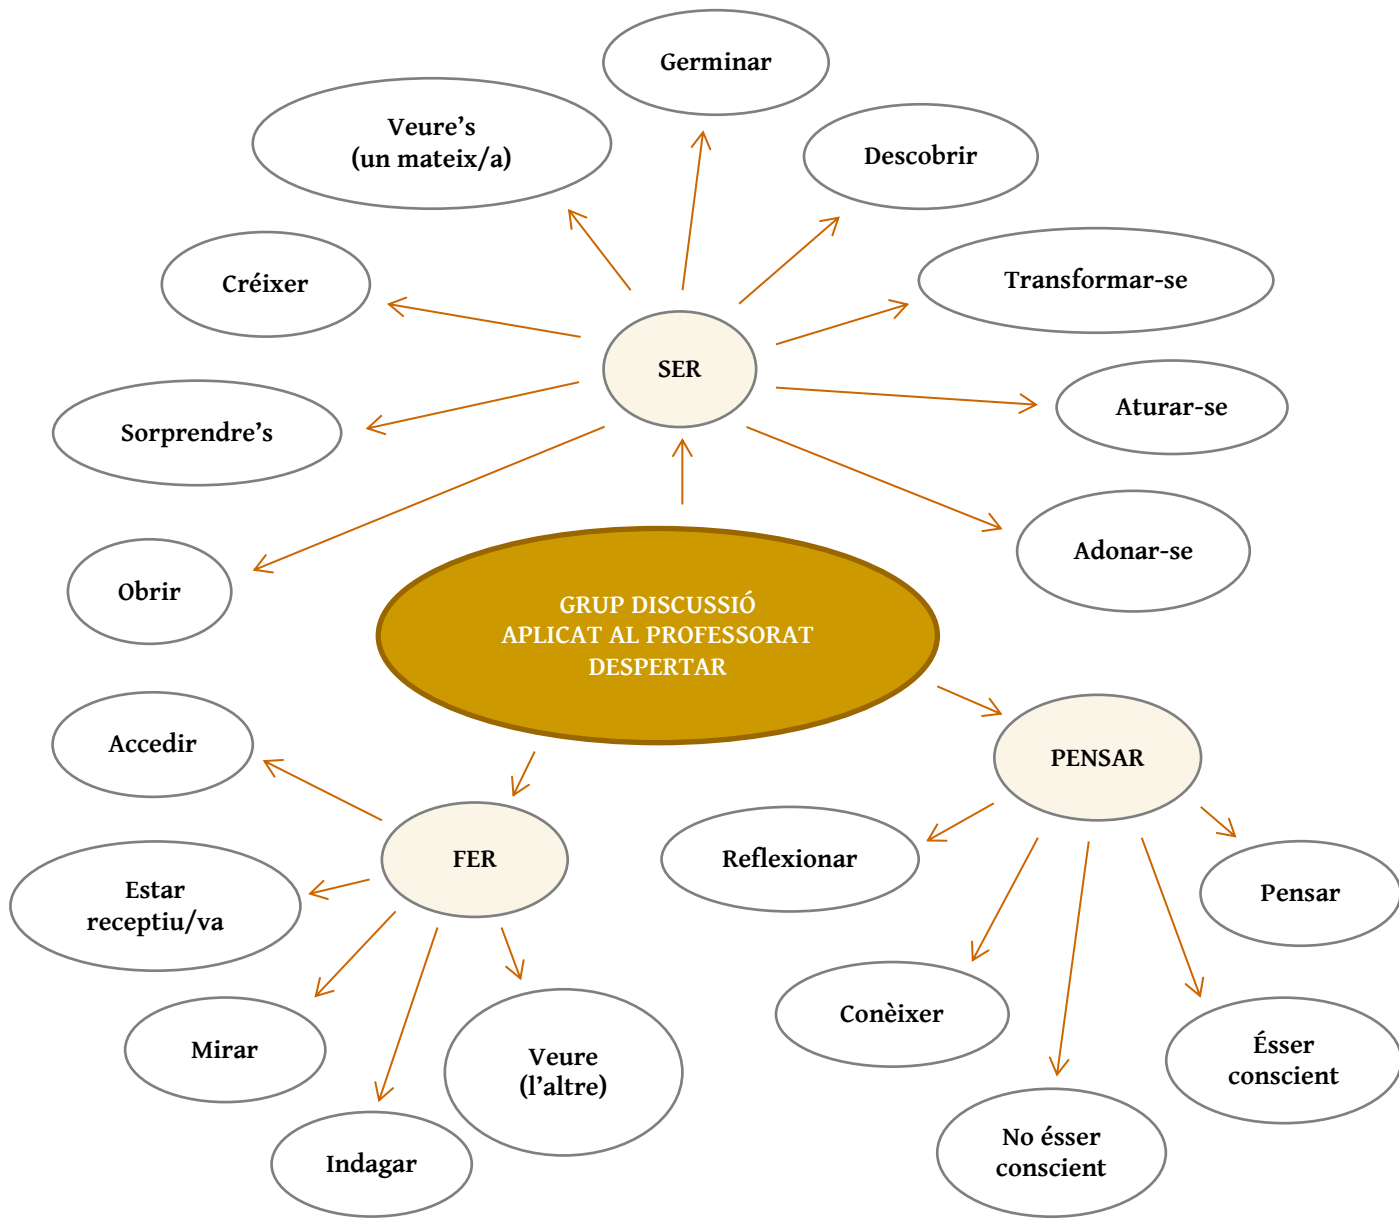 Germinar
Veure’s
(un mateix/a)
Descobrir
Créixer
Transformar-se
SER
Sorprendre’s
Aturar-se
Obrir
Adonar-se
GRUP DISCUSSIÓ
APLICAT AL PROFESSORAT
DESPERTAR
Accedir
PENSAR
FER
Reflexionar
Estar
receptiu/va
Pensar
Mirar
Veure
(l’altre)
Conèixer
Ésser
conscient
Indagar
No ésser
conscient